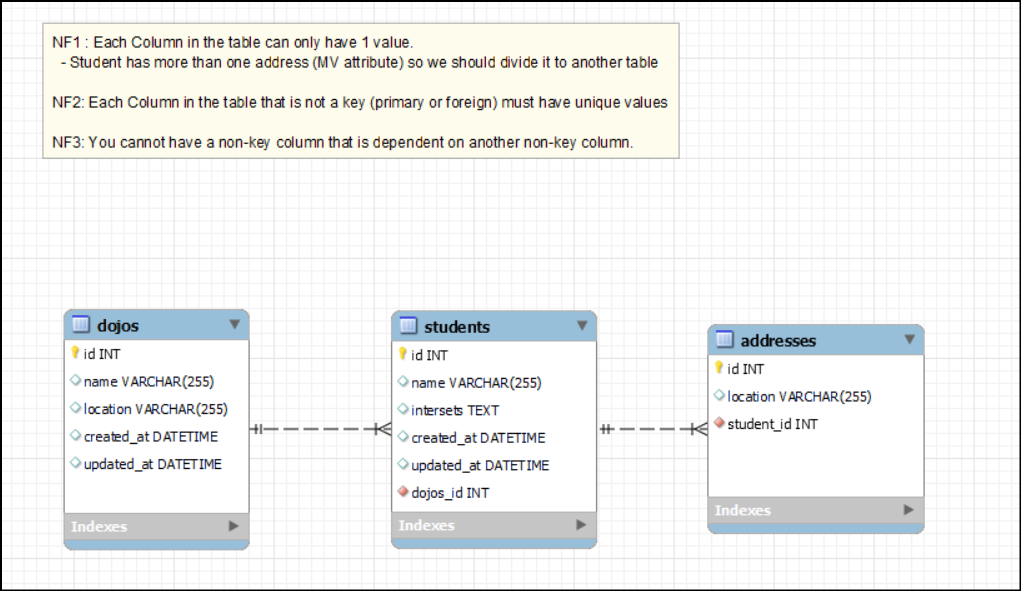 NF1 : Each Column in the table can only have 1 value.
- Student has more than one address (MV attribute) so we should divide it to another table
NF2: Each Column in the table that is not a key (primary or foreign) must have unique values
NF3: You cannot have a non-key column that is dependent on another non-key column.
dojos
id INT
name VARCHAR(255)
location VARCHAR(255)
created_at DATETIME
updated_at DATETIME
Indexes
students
id INT
name VARCHAR(255)
intersets TEXT
created_at DATETIME
updated_at DATETIME
dojos_id INT
Indexes
addresses
id INT
location VARCHAR(255)
student_id INT
Indexes